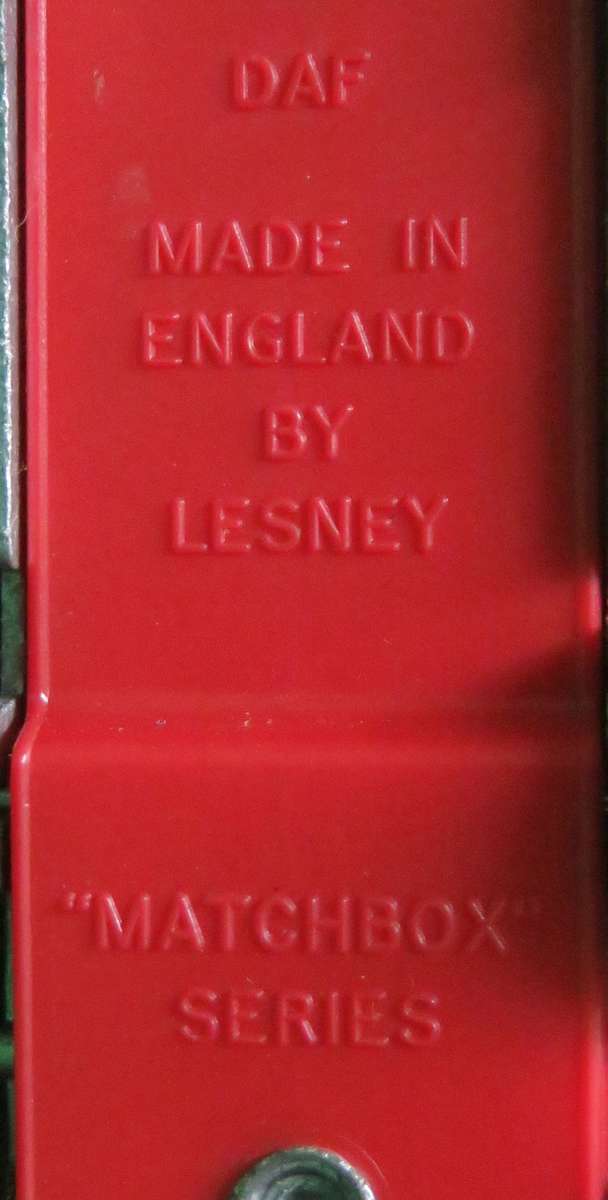 DAF
MADE IN
ENGLAND
BY
LESNEY
"MATCHBOX"
SERIES